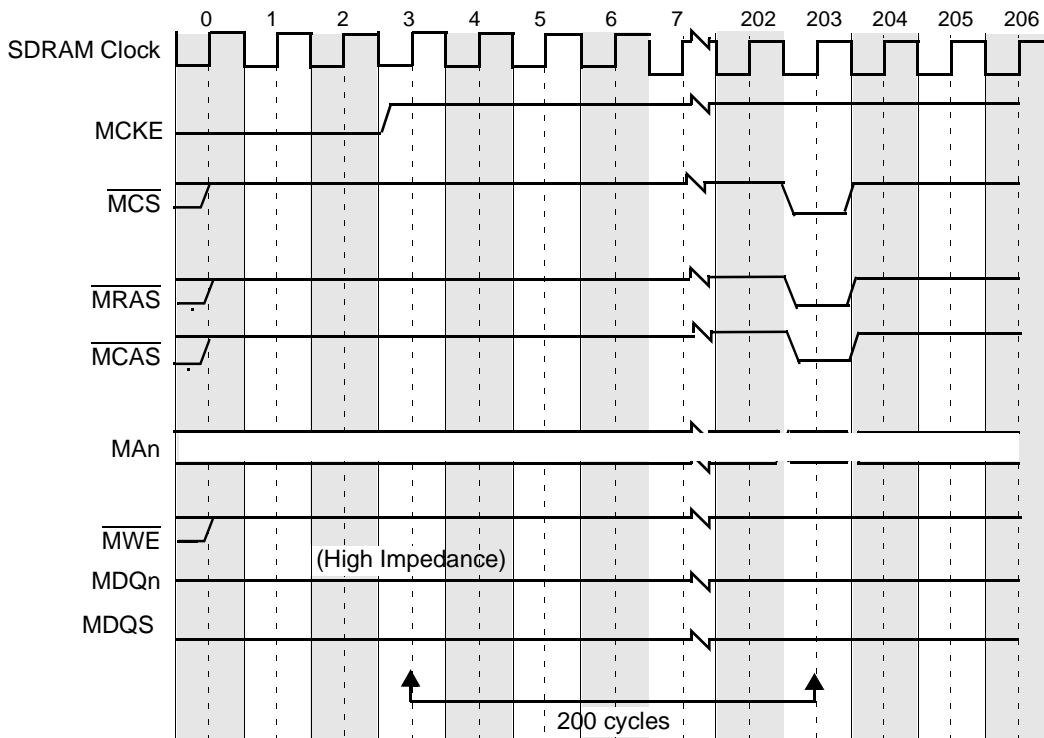 0 1 2 3 4 5 6 7 202 203 204 205 206
SDRAM Clock
MCKE
MCS
MRAS
MCAS
MAn
MWE
(High Impedance)
MDQn
MDQS
200 cycles